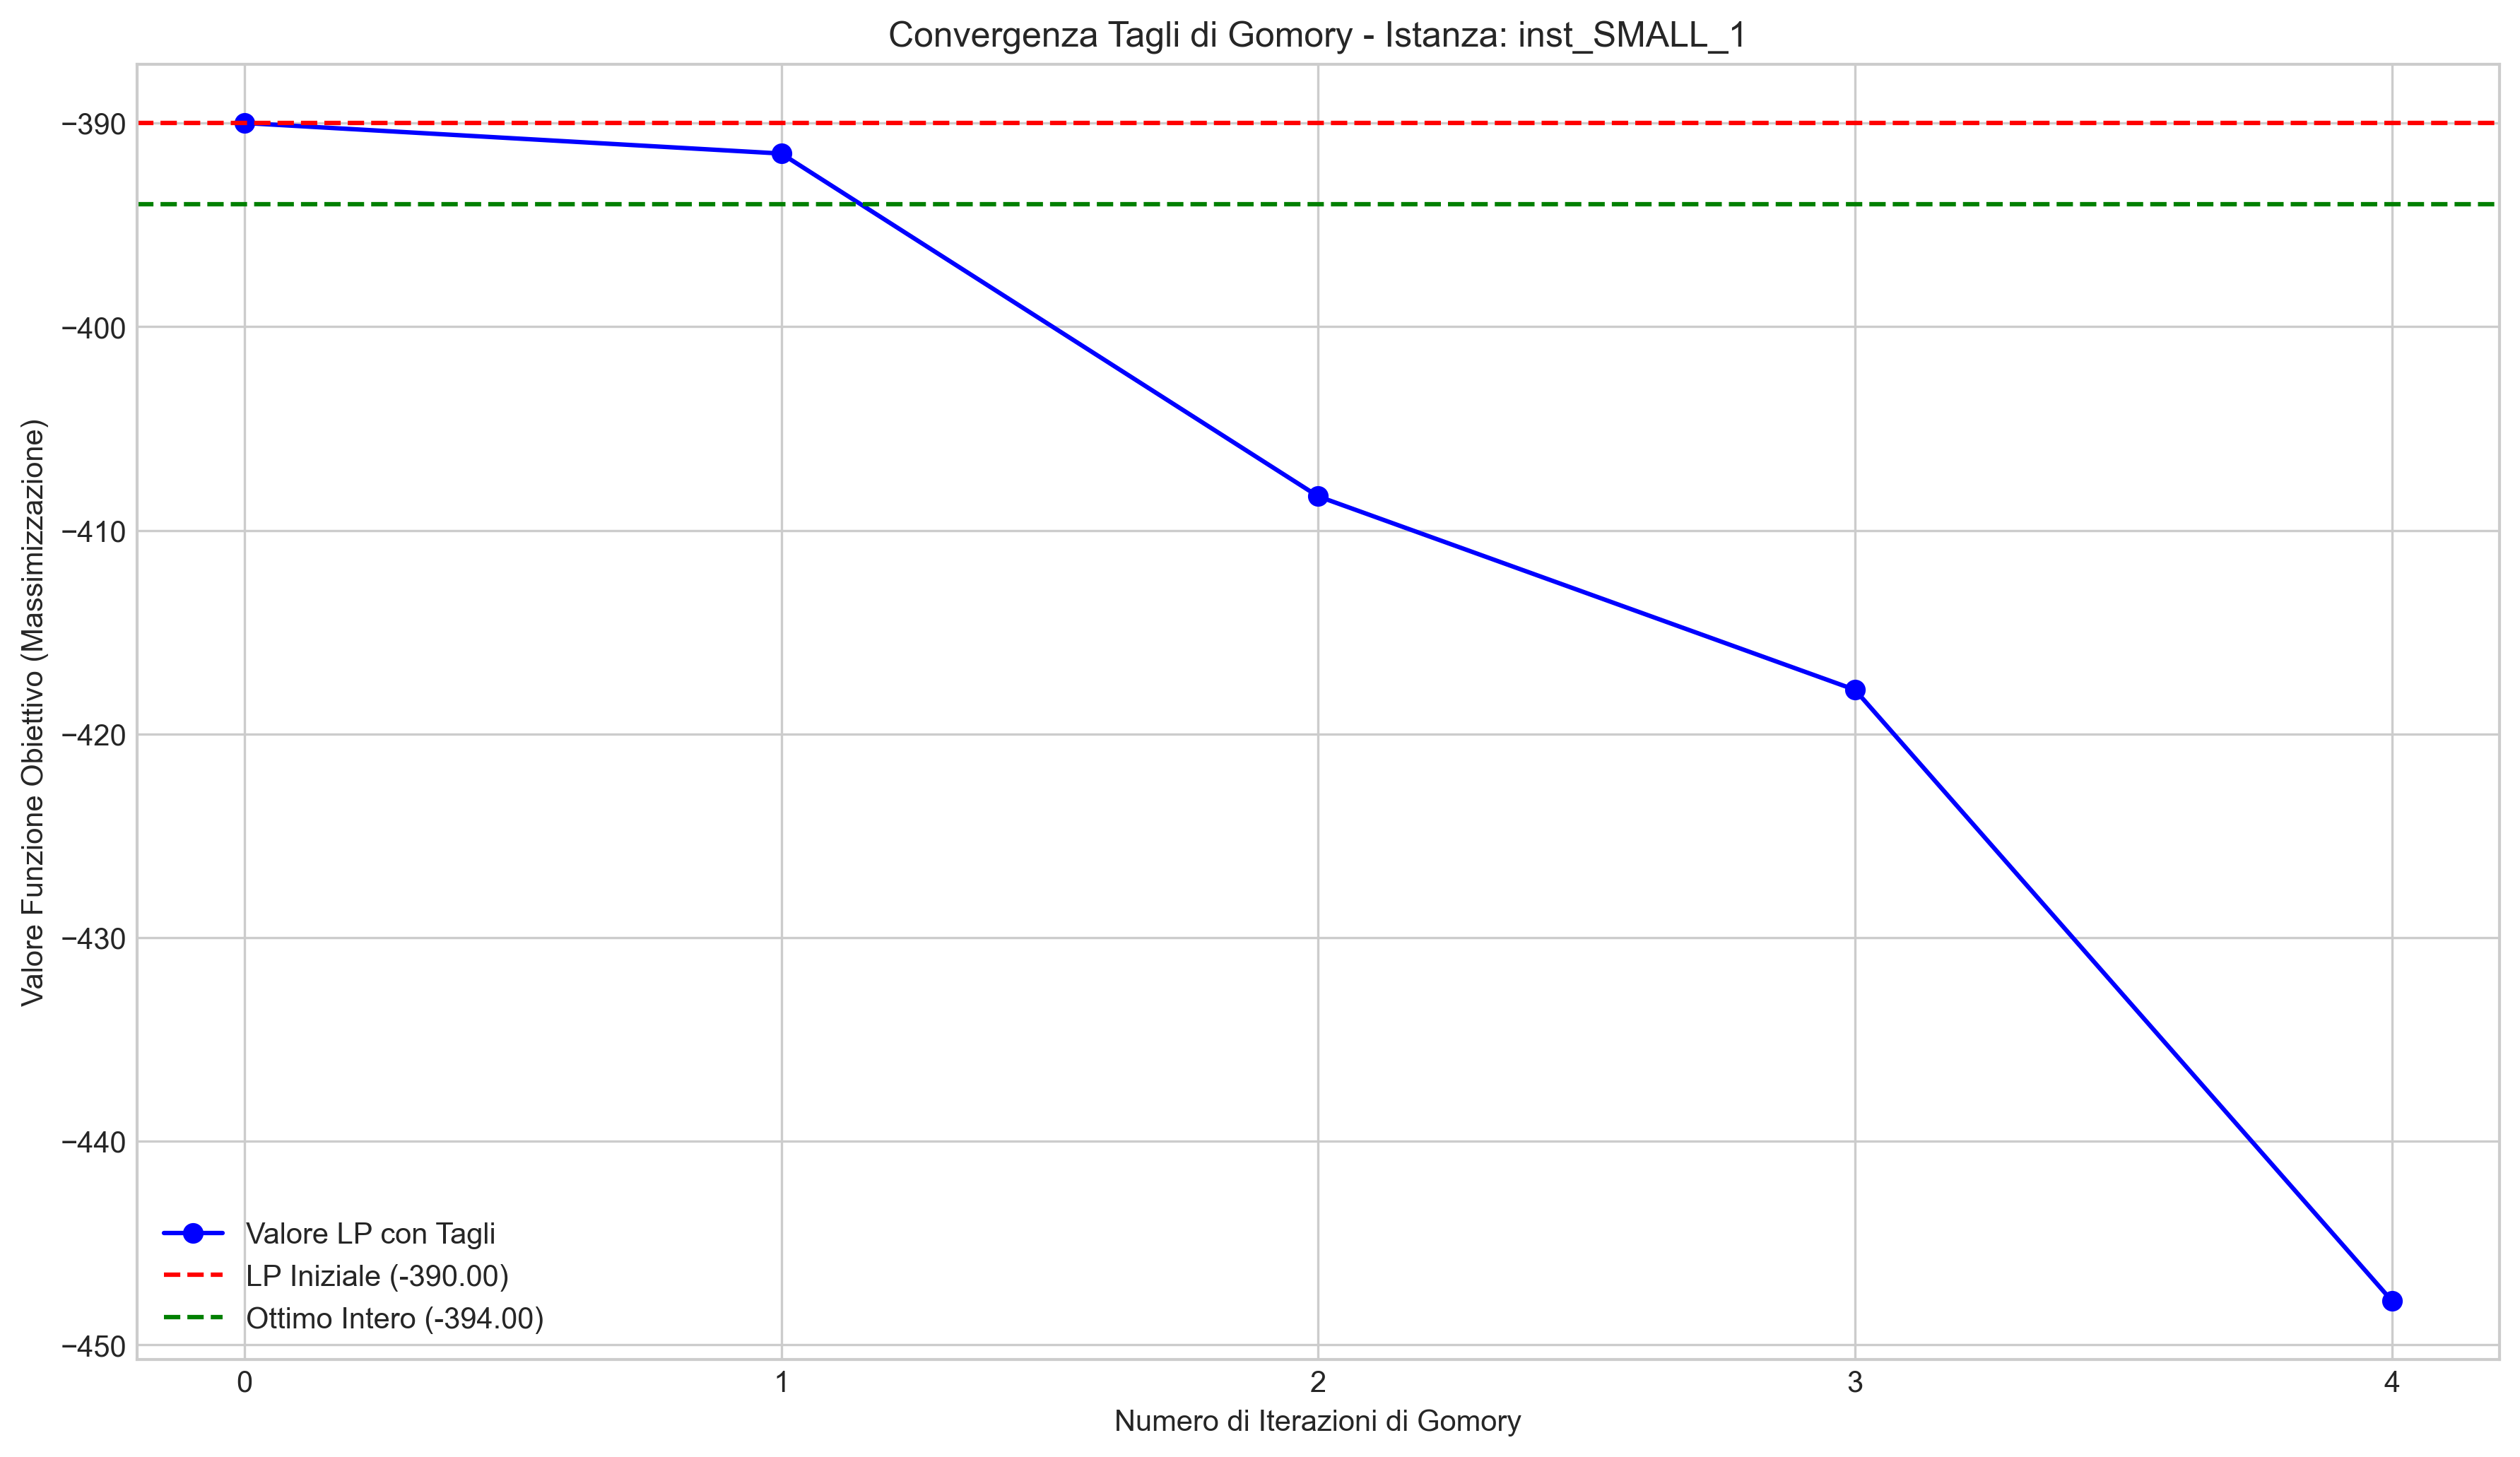 Convergenza Tagli di Gomory - Istanza: inst_SMALL_1
Valore Funzione Obiettivo (Massimizzazione)
−390
−400
−410
−420
−430
−440
−450
Valore LP con Tagli
LP Iniziale (-390.00)
Ottimo Intero (-394.00)
0 1 2 3 4
Numero di Iterazioni di Gomory